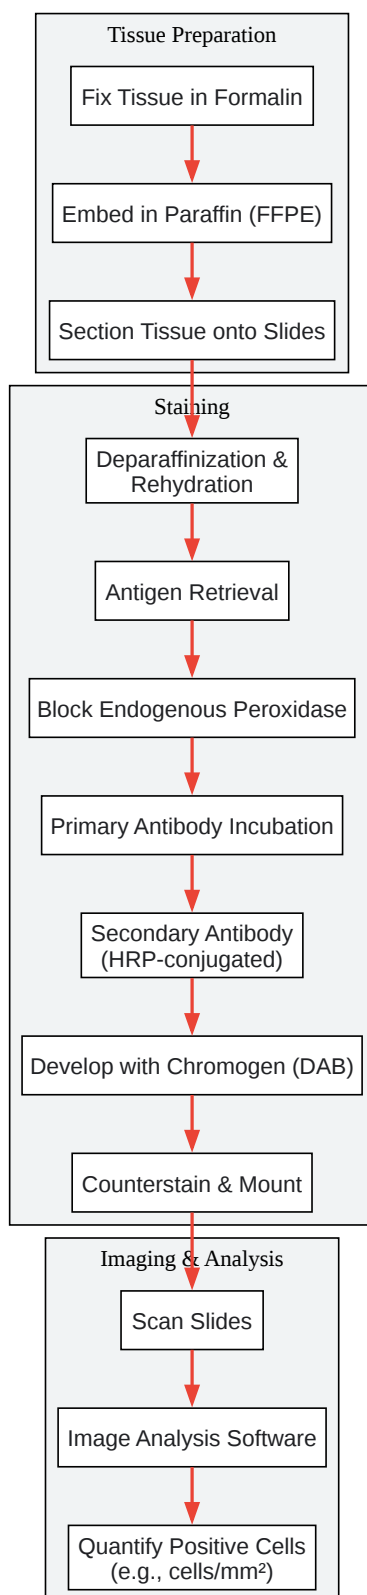 Tissue Preparation
Fix Tissue in Formalin
Embed in Paraffin (FFPE)
Section Tissue onto Slides
Staining
Deparaffinization &
Rehydration
Antigen Retrieval
Block Endogenous Peroxidase
Primary Antibody Incubation
Secondary Antibody
(HRP-conjugated)
Develop with Chromogen (DAB)
Counterstain & Mount
Imaging & Analysis
Scan Slides
Image Analysis Software
Quantify Positive Cells
(e.g., cells/mm²)